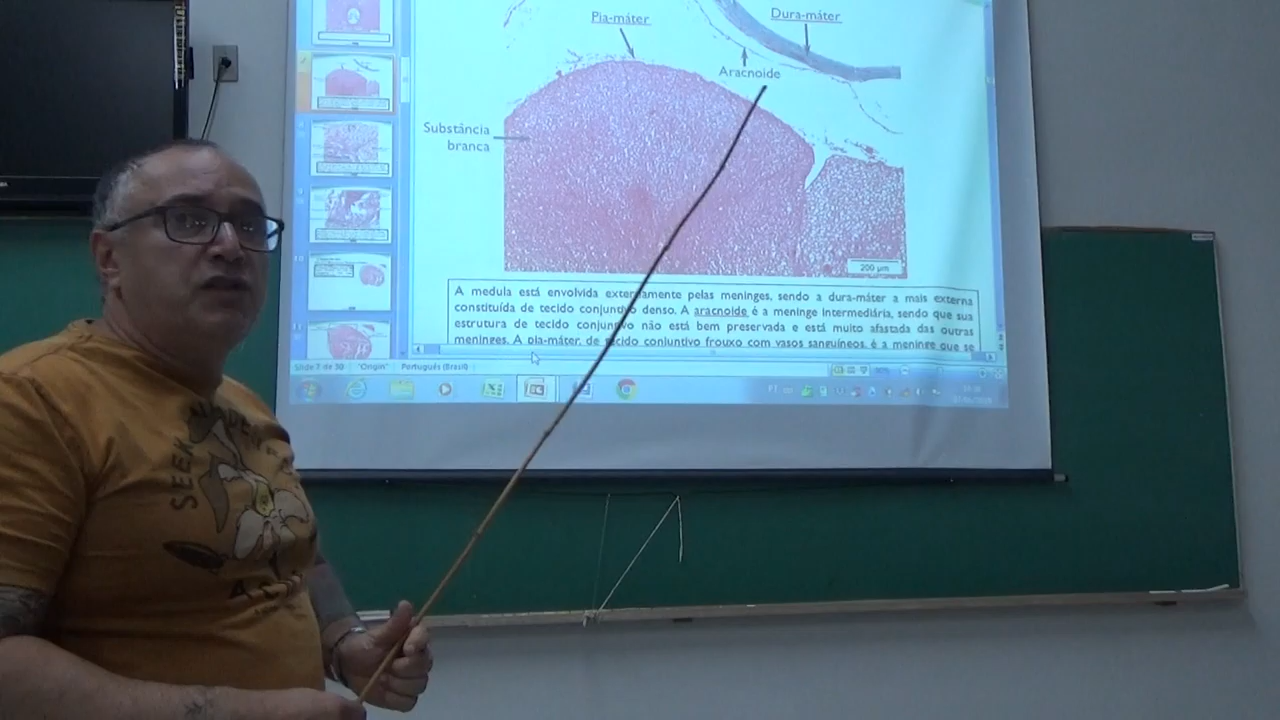 Pia-máter
Dura-máter
Aracnoide
Substância
branca
200 µm
A medula está envolvida externamente pelas meninges, sendo a dura-máter a mais externa
constituída de tecido conjuntivo denso. A aracnoide é a meninge intermediária, sendo que sua
estrutura de tecido conjuntivo não está bem preservada e está muito afastada das outras
meninges. A pia-máter, de tecido conjuntivo frouxo com vasos sanguíneos, é a meninge que se
Slide 7 de 30
"Origin"
Português (Brasil)
PT
SEEK